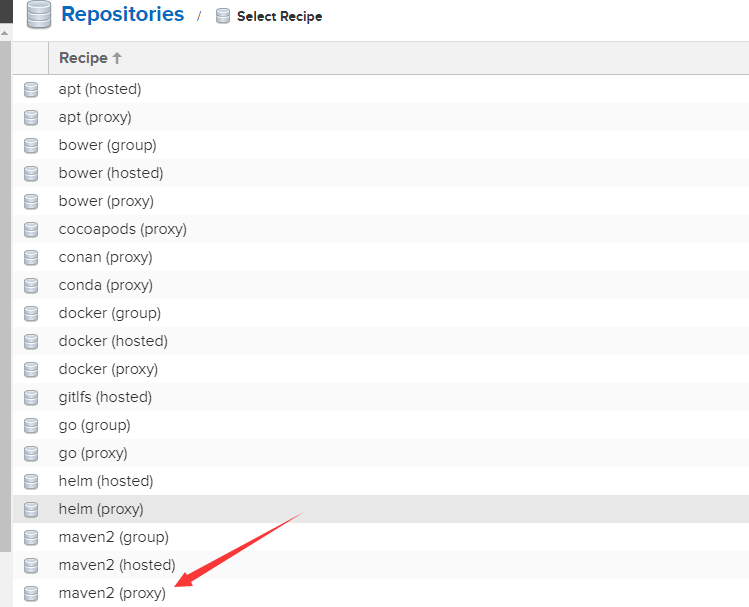 Repositories / Select Recipe
Recipe
apt (hosted)
apt (proxy)
bower (group)
bower (hosted)
bower (proxy)
cocoapods (proxy)
conan (proxy)
conda (proxy)
docker (group)
docker (hosted)
docker (proxy)
gitlfs (hosted)
go (group)
go (proxy)
helm (hosted)
helm (proxy)
maven2 (group)
maven2 (hosted)
maven2 (proxy)